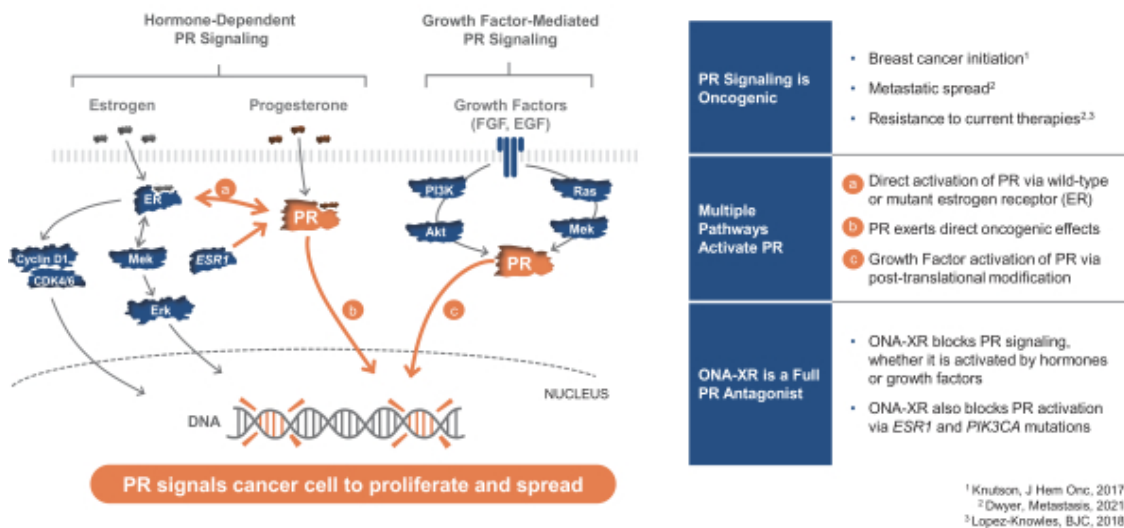 Hormone-Dependent
PR Signaling
Growth Factor-Mediated
PR Signaling
Estrogen
Progesterone
Growth Factors
(FGF, EGF)
ER
a
PR
PI3K
Ras
Akt
Mek
Cyclin D1,
CDK4/6
Mek
ESR1
PR
Erk
b
c
NUCLEUS
DNA
PR signals cancer cell to proliferate and spread
PR Signaling is
Oncogenic
• Breast cancer initiation¹
• Metastatic spread²
• Resistance to current therapies²,³
Multiple
Pathways
Activate PR
a Direct activation of PR via wild-type
or mutant estrogen receptor (ER)
b PR exerts direct oncogenic effects
c Growth Factor activation of PR via
post-translational modification
ONA-XR is a Full
PR Antagonist
• ONA-XR blocks PR signaling,
whether it is activated by hormones
or growth factors
• ONA-XR also blocks PR activation
via ESR1 and PIK3CA mutations
¹ Knutson, J Hem Onc, 2017
² Dwyer, Metastasis, 2021
³ Lopez-Knowles, BJC, 2018